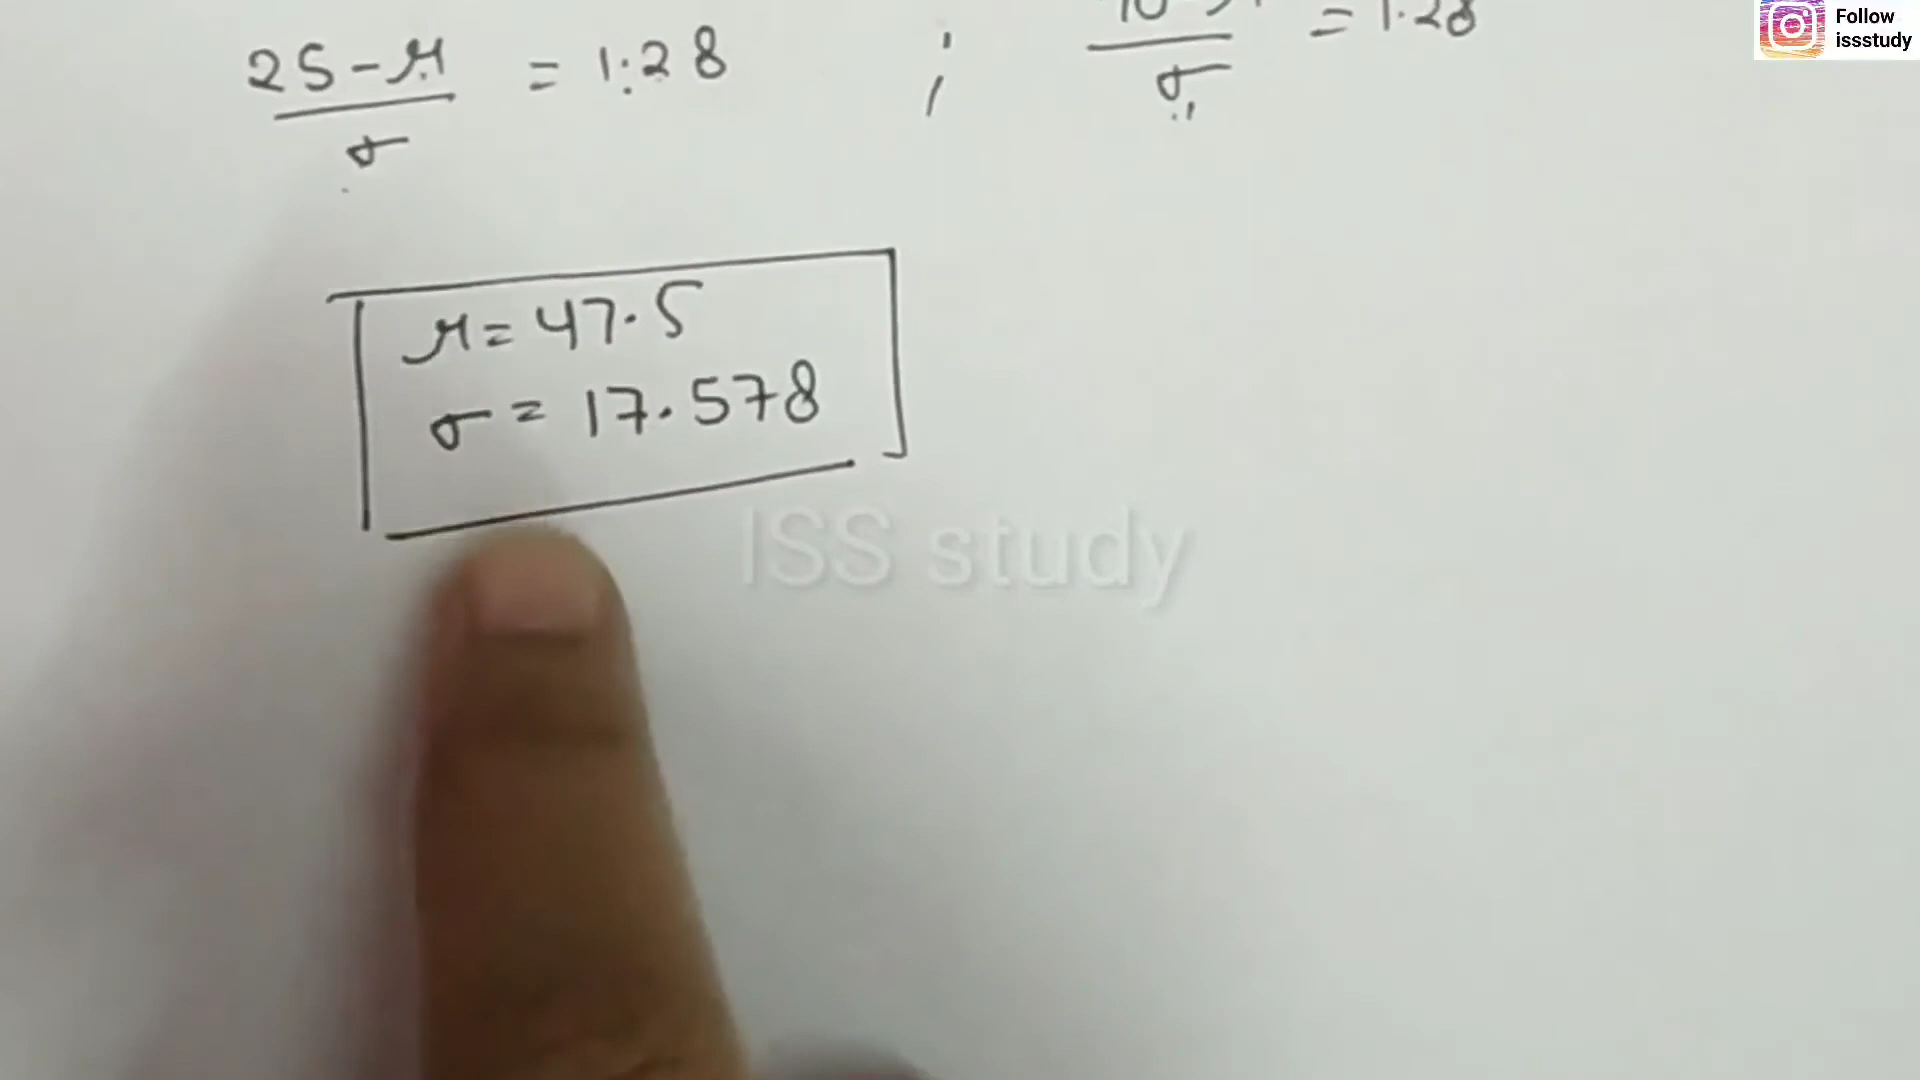 25 - μ
———
σ
= 1.28
;
———
σ
= 1.28
Follow
issstudy
μ = 47.5
σ = 17.578
ISS study